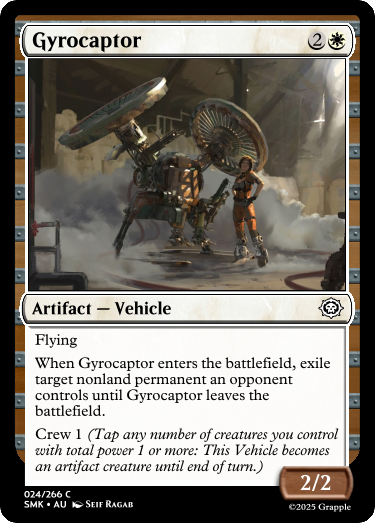 Gyrocaptor 2
Artifact — Vehicle
Flying
When Gyrocaptor enters the battlefield, exile
target nonland permanent an opponent
controls until Gyrocaptor leaves the
battlefield.
Crew 1 (Tap any number of creatures you control
with total power 1 or more: This Vehicle becomes
an artifact creature until end of turn.)
2/2
024/266 C
SMK • AU Seif Ragab
©2025 Grapple